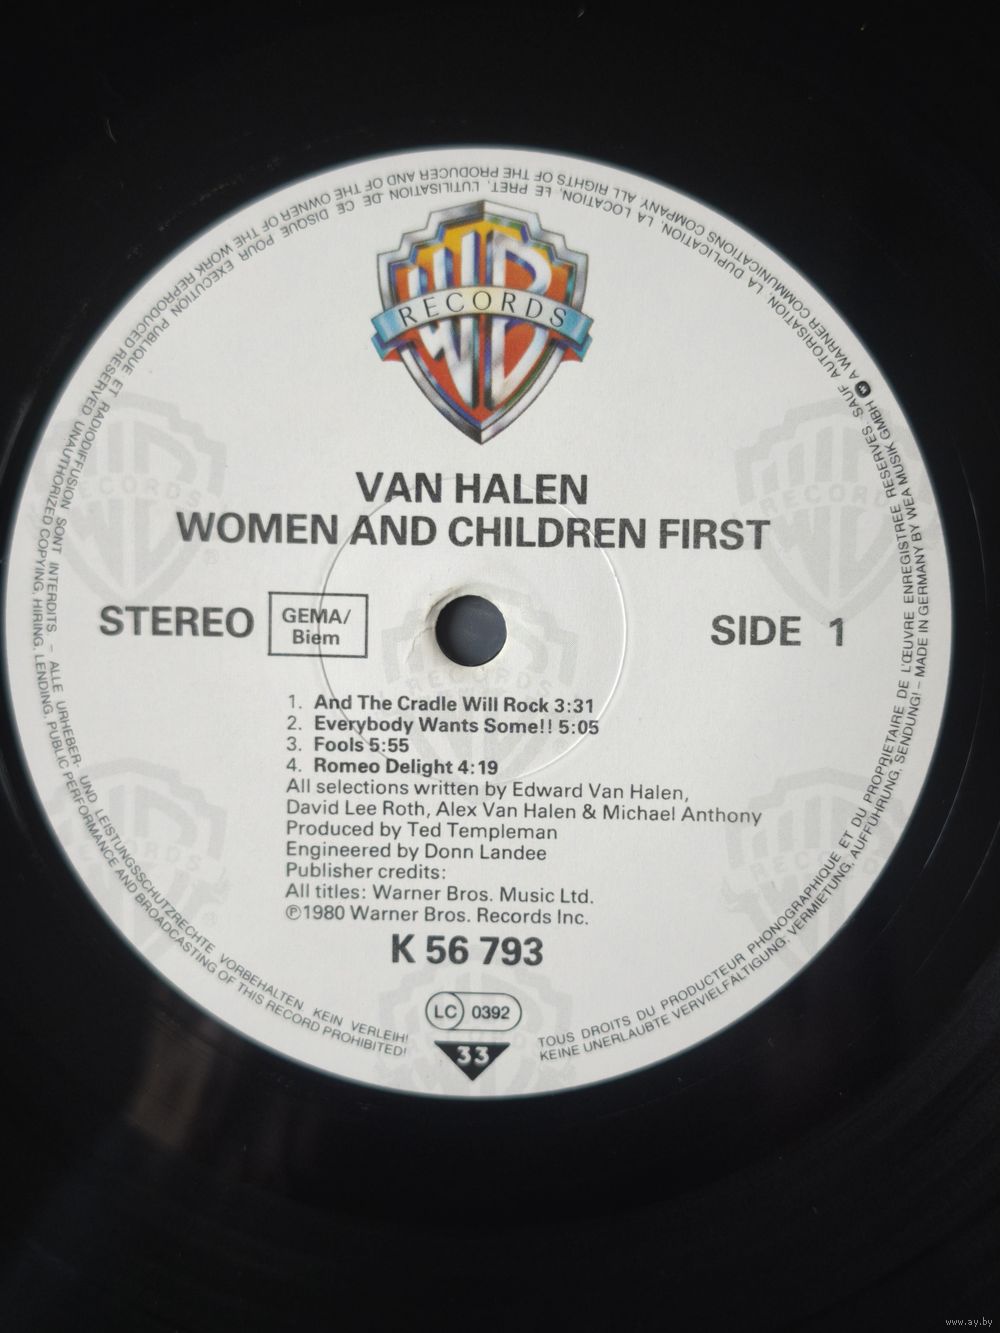 RECORDS
VAN HALEN
WOMEN AND CHILDREN FIRST
STEREO
GEMA/
Biem
SIDE 1
1. And The Cradle Will Rock 3:31
2. Everybody Wants Some!! 5:05
3. Fools 5:55
4. Romeo Delight 4:19
All selections written by Edward Van Halen,
David Lee Roth, Alex Van Halen & Michael Anthony
Produced by Ted Templeman
Engineered by Donn Landee
Publisher credits:
All titles: Warner Bros. Music Ltd.
℗1980 Warner Bros. Records Inc.
K 56 793
LC 0392
33
TOUS DROITS DU PRODUCTEUR PHONOGRAPHIQUE ET DU PROPRIETAIRE DE L'ŒUVRE ENREGISTREE RESERVES. SAUF AUTORISATION, LA DUPLICATION, LA LOCATION, LE PRET, L'UTILISATION DE CE DISQUE POUR EXECUTION PUBLIQUE ET RADIODIFFUSION SONT INTERDITS. – ALLE URHEBER- UND LEISTUNGSSCHUTZRECHTE VORBEHALTEN KEIN VERLEIH!
KEINE UNERLAUBTE VERVIELFÄLTIGUNG, VERMIETUNG, AUFFÜHRUNG, SENDUNG! – MADE IN GERMANY BY WEA MUSIK GMBH A WARNER COMMUNICATIONS COMPANY. ALL RIGHTS OF THE PRODUCER AND OF THE OWNER OF THE WORK REPRODUCED RESERVED UNAUTHORIZED COPYING, HIRING, LENDING, PUBLIC PERFORMANCE AND BROADCASTING OF THIS RECORD PROHIBITED!
www.ay.by